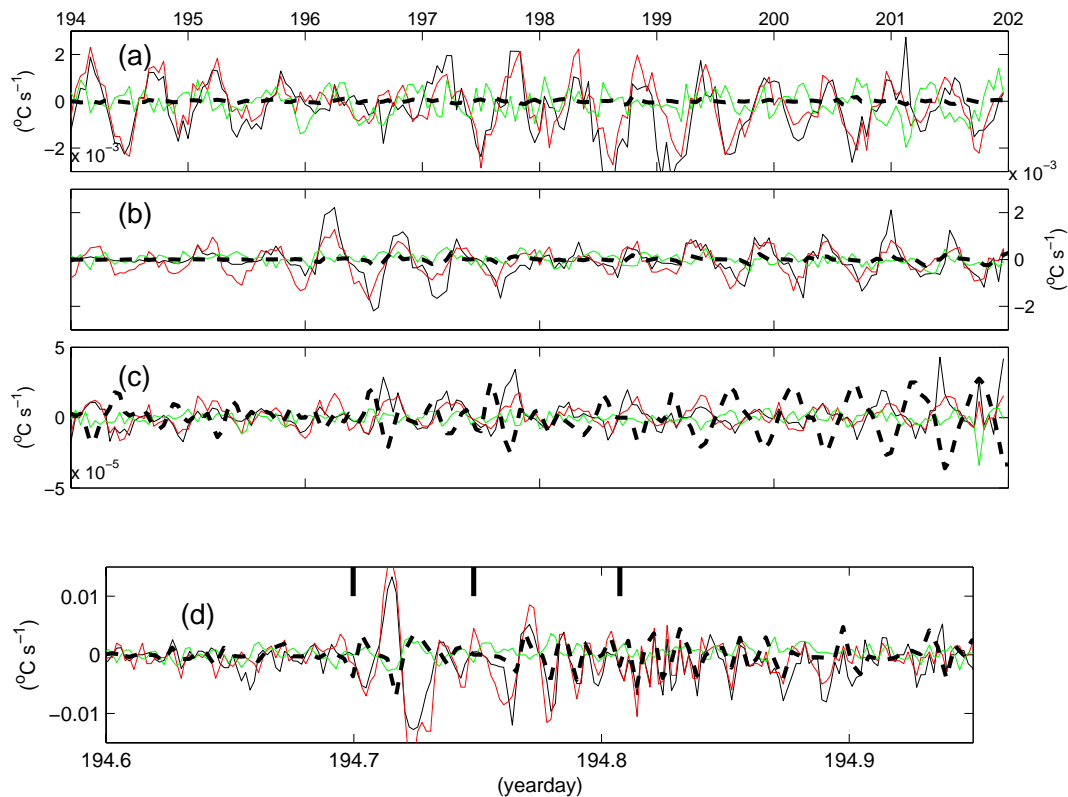 194 195 196 197 198 199 200 201 202
(a)
2
0
−2
(°C s⁻¹)
x 10⁻³
x 10⁻³
(b)
2
0
−2
(°C s⁻¹)
(c)
5
0
−5
(°C s⁻¹)
x 10⁻⁵
(d)
0.01
0
−0.01
(°C s⁻¹)
194.6 194.7 194.8 194.9
(yearday)